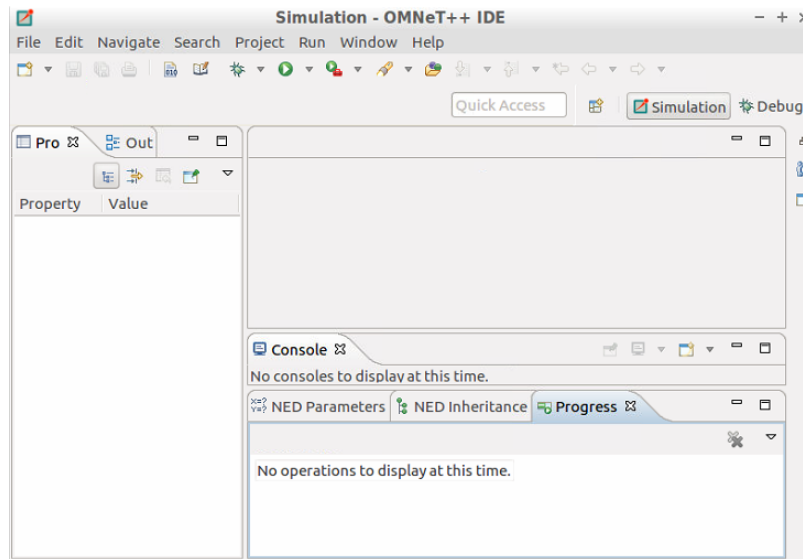 Simulation - OMNeT++ IDE
File Edit Navigate Search Project Run Window Help
Quick Access
Simulation
Debug
Pro
Out
Property Value
Console
No consoles to display at this time.
NED Parameters NED Inheritance Progress
No operations to display at this time.